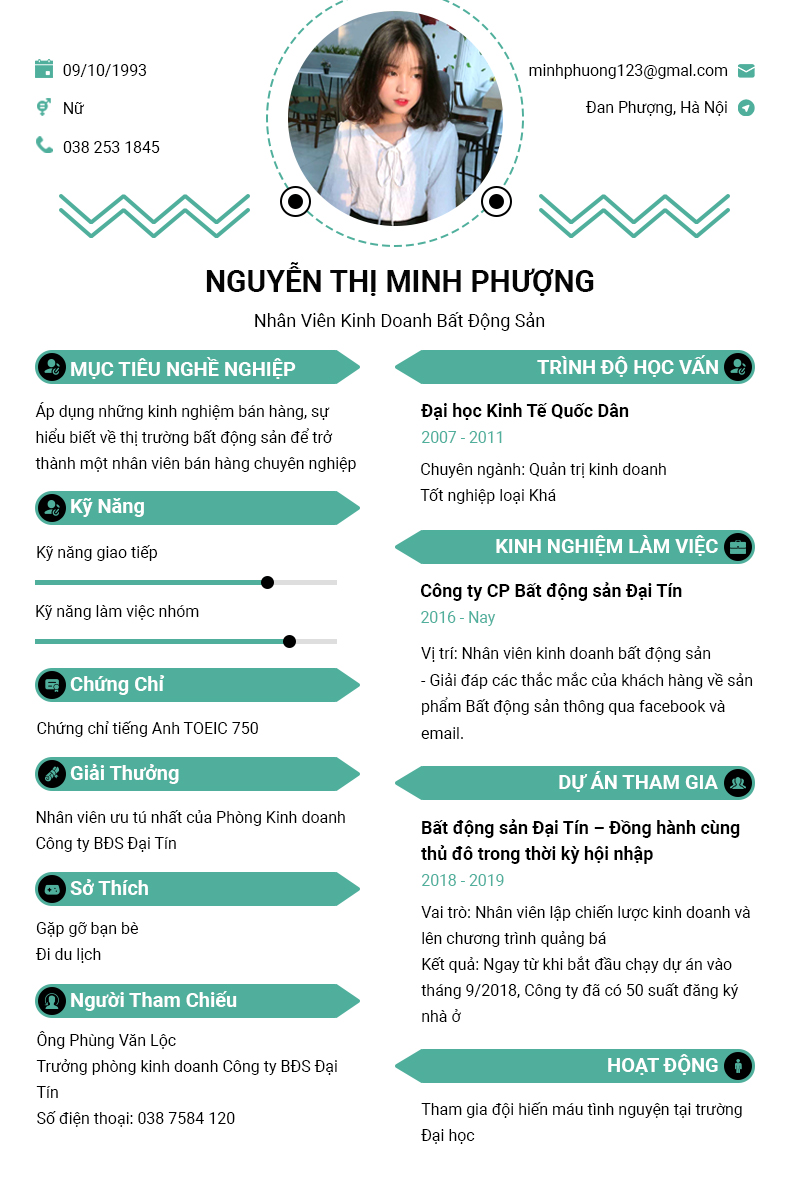 09/10/1993
Nữ
038 253 1845
minhphuong123@gmal.com
Đan Phượng, Hà Nội
NGUYỄN THỊ MINH PHƯỢNG
Nhân Viên Kinh Doanh Bất Động Sản
MỤC TIÊU NGHỀ NGHIỆP
Áp dụng những kinh nghiệm bán hàng, sự
hiểu biết về thị trường bất động sản để trở
thành một nhân viên bán hàng chuyên nghiệp
Kỹ Năng
Kỹ năng giao tiếp
Kỹ năng làm việc nhóm
Chứng Chỉ
Chứng chỉ tiếng Anh TOEIC 750
Giải Thưởng
Nhân viên ưu tú nhất của Phòng Kinh doanh
Công ty BĐS Đại Tín
Sở Thích
Gặp gỡ bạn bè
Đi du lịch
Người Tham Chiếu
Ông Phùng Văn Lộc
Trưởng phòng kinh doanh Công ty BĐS Đại
Tín
Số điện thoại: 038 7584 120
TRÌNH ĐỘ HỌC VẤN
Đại học Kinh Tế Quốc Dân
2007 - 2011
Chuyên ngành: Quản trị kinh doanh
Tốt nghiệp loại Khá
KINH NGHIỆM LÀM VIỆC
Công ty CP Bất động sản Đại Tín
2016 - Nay
Vị trí: Nhân viên kinh doanh bất động sản
- Giải đáp các thắc mắc của khách hàng về sản
phẩm Bất động sản thông qua facebook và
email.
DỰ ÁN THAM GIA
Bất động sản Đại Tín – Đồng hành cùng
thủ đô trong thời kỳ hội nhập
2018 - 2019
Vai trò: Nhân viên lập chiến lược kinh doanh và
lên chương trình quảng bá
Kết quả: Ngay từ khi bắt đầu chạy dự án vào
tháng 9/2018, Công ty đã có 50 suất đăng ký
nhà ở
HOẠT ĐỘNG
Tham gia đội hiến máu tình nguyện tại trường
Đại học